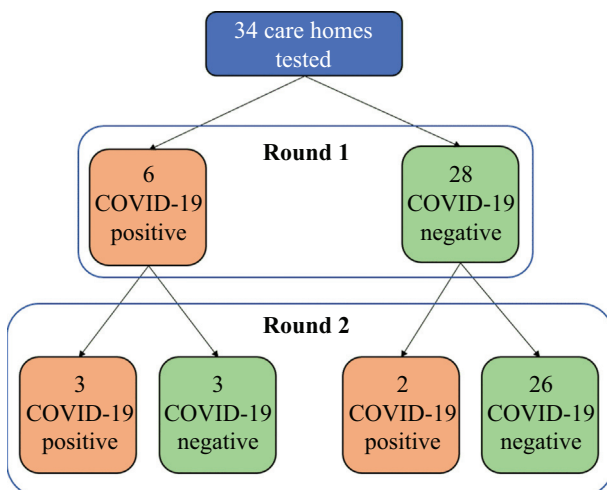 34 care homes
tested
Round 1
6
COVID-19
positive
28
COVID-19
negative
Round 2
3
COVID-19
positive
3
COVID-19
negative
2
COVID-19
positive
26
COVID-19
negative